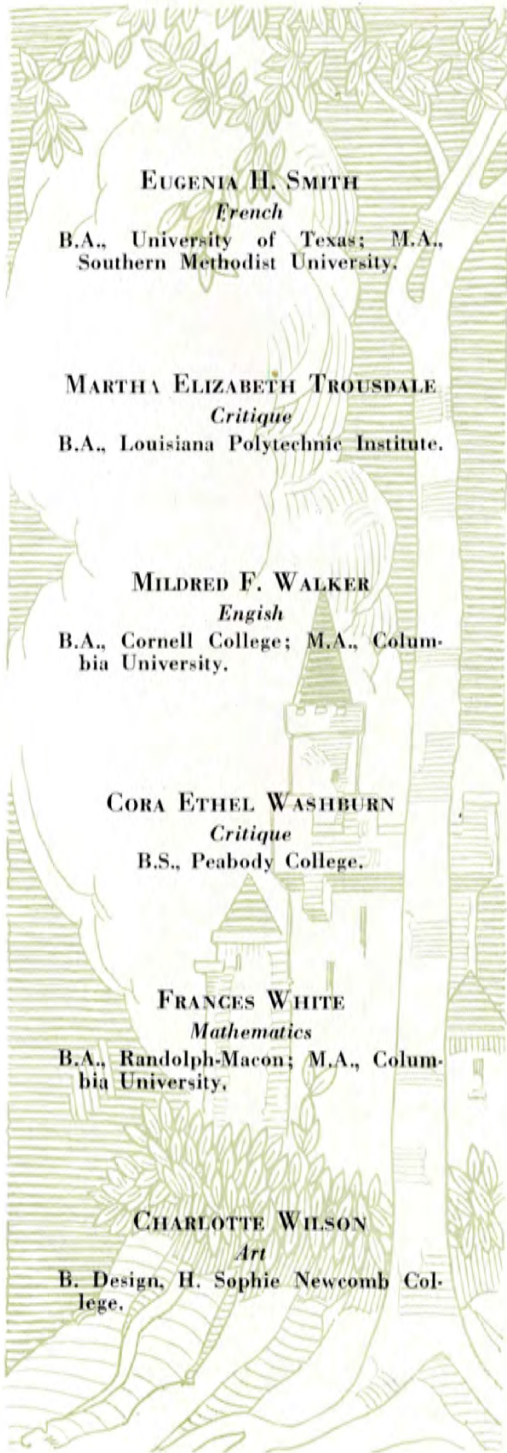 EUGENIA H. SMITH
French
B.A., University of Texas; M.A.,
Southern Methodist University.
MARTHA ELIZABETH TROUSDALE
Critique
B.A., Louisiana Polytechnic Institute.
MILDRED F. WALKER
Engish
B.A., Cornell College; M.A., Colum-
bia University.
CORA ETHEL WASHBURN
Critique
B.S., Peabody College.
FRANCES WHITE
Mathematics
B.A., Randolph-Macon; M.A., Colum-
bia University.
CHARLOTTE WILSON
Art
B. Design, H. Sophie Newcomb Col-
lege.